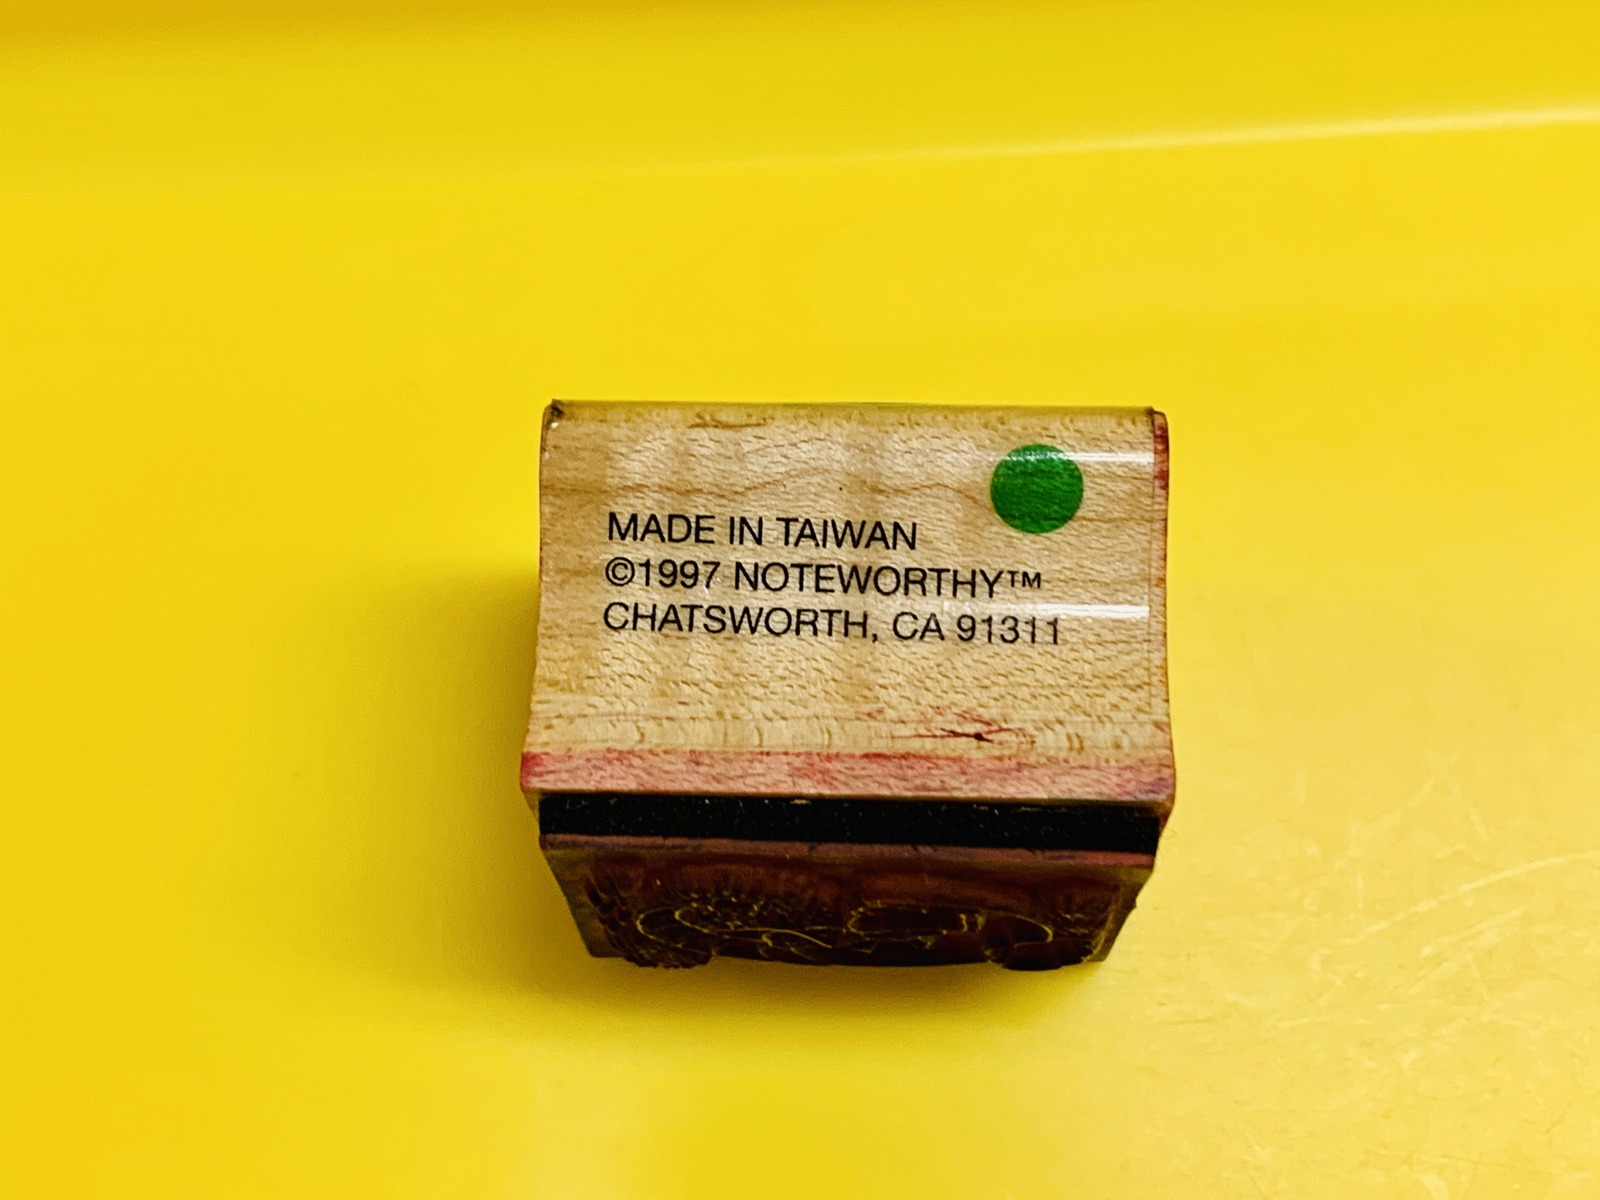 MADE IN TAIWAN
©1997 NOTEWORTHY™
CHATSWORTH, CA 91311